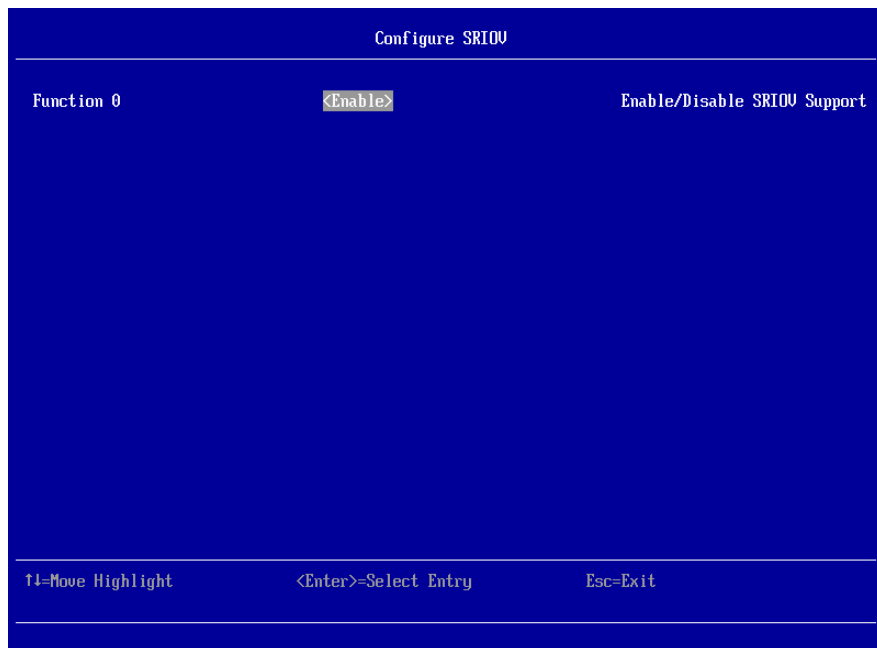 Configure SRIOV
Function 0 <Enable> Enable/Disable SRIOV Support
↑↓=Move Highlight <Enter>=Select Entry Esc=Exit